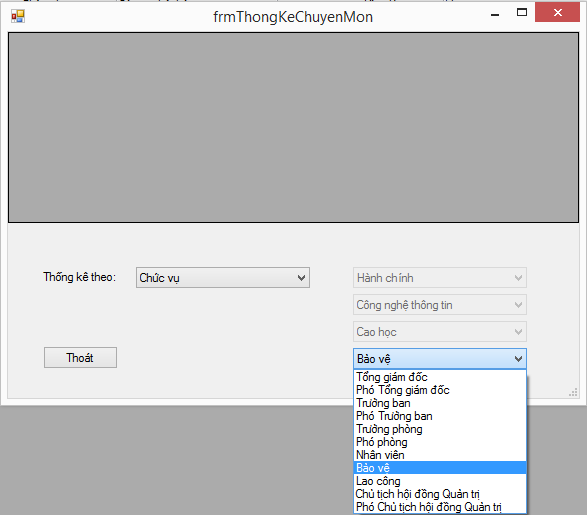 frmThongKeChuyenMon
Thống kê theo:
Chức vụ
Hành chính
Công nghệ thông tin
Cao học
Thoát
Bảo vệ
Tổng giám đốc
Phó Tổng giám đốc
Trưởng ban
Phó Trưởng ban
Trưởng phòng
Phó phòng
Nhân viên
Bảo vệ
Lao công
Chủ tịch hội đồng Quản trị
Phó Chủ tịch hội đồng Quản trị